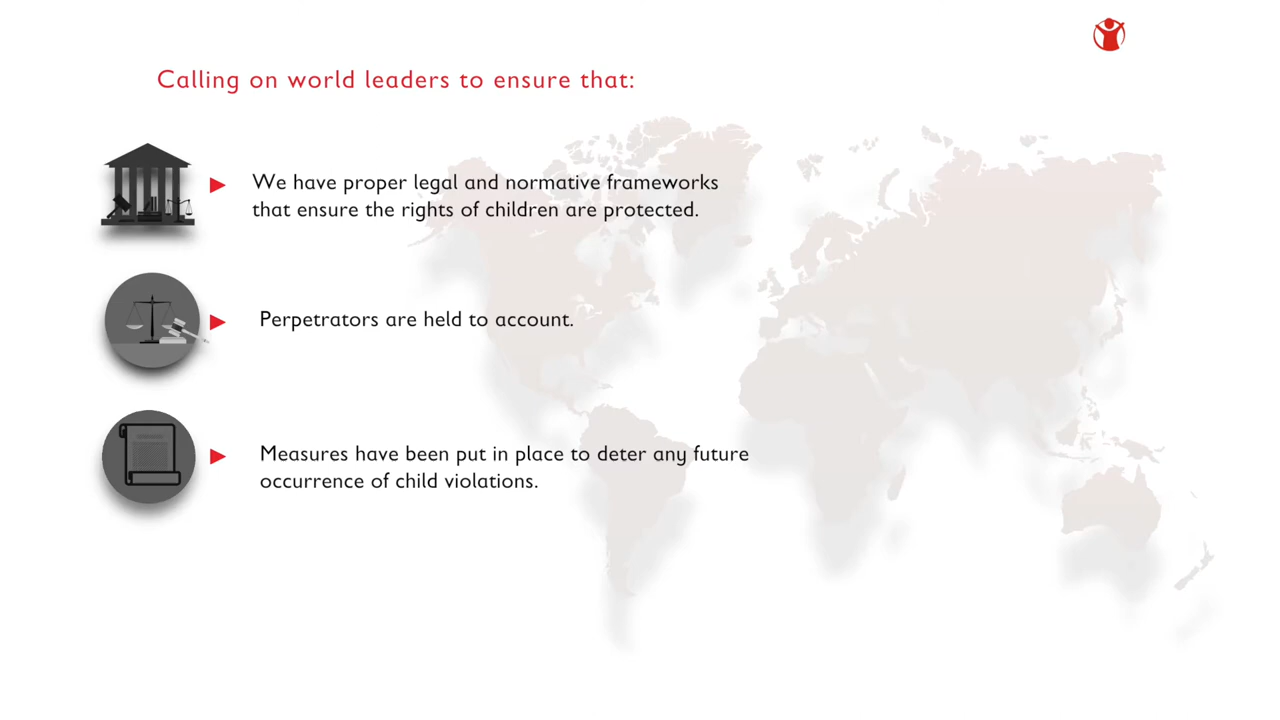 Calling on world leaders to ensure that:
We have proper legal and normative frameworks
that ensure the rights of children are protected.
Perpetrators are held to account.
Measures have been put in place to deter any future
occurrence of child violations.